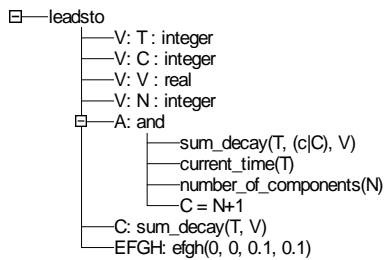 leadsto
V: T : integer
V: C : integer
V: V : real
V: N : integer
A: and
sum_decay(T, (c|C), V)
current_time(T)
number_of_components(N)
C = N+1
C: sum_decay(T, V)
EFGH: efgh(0, 0, 0.1, 0.1)